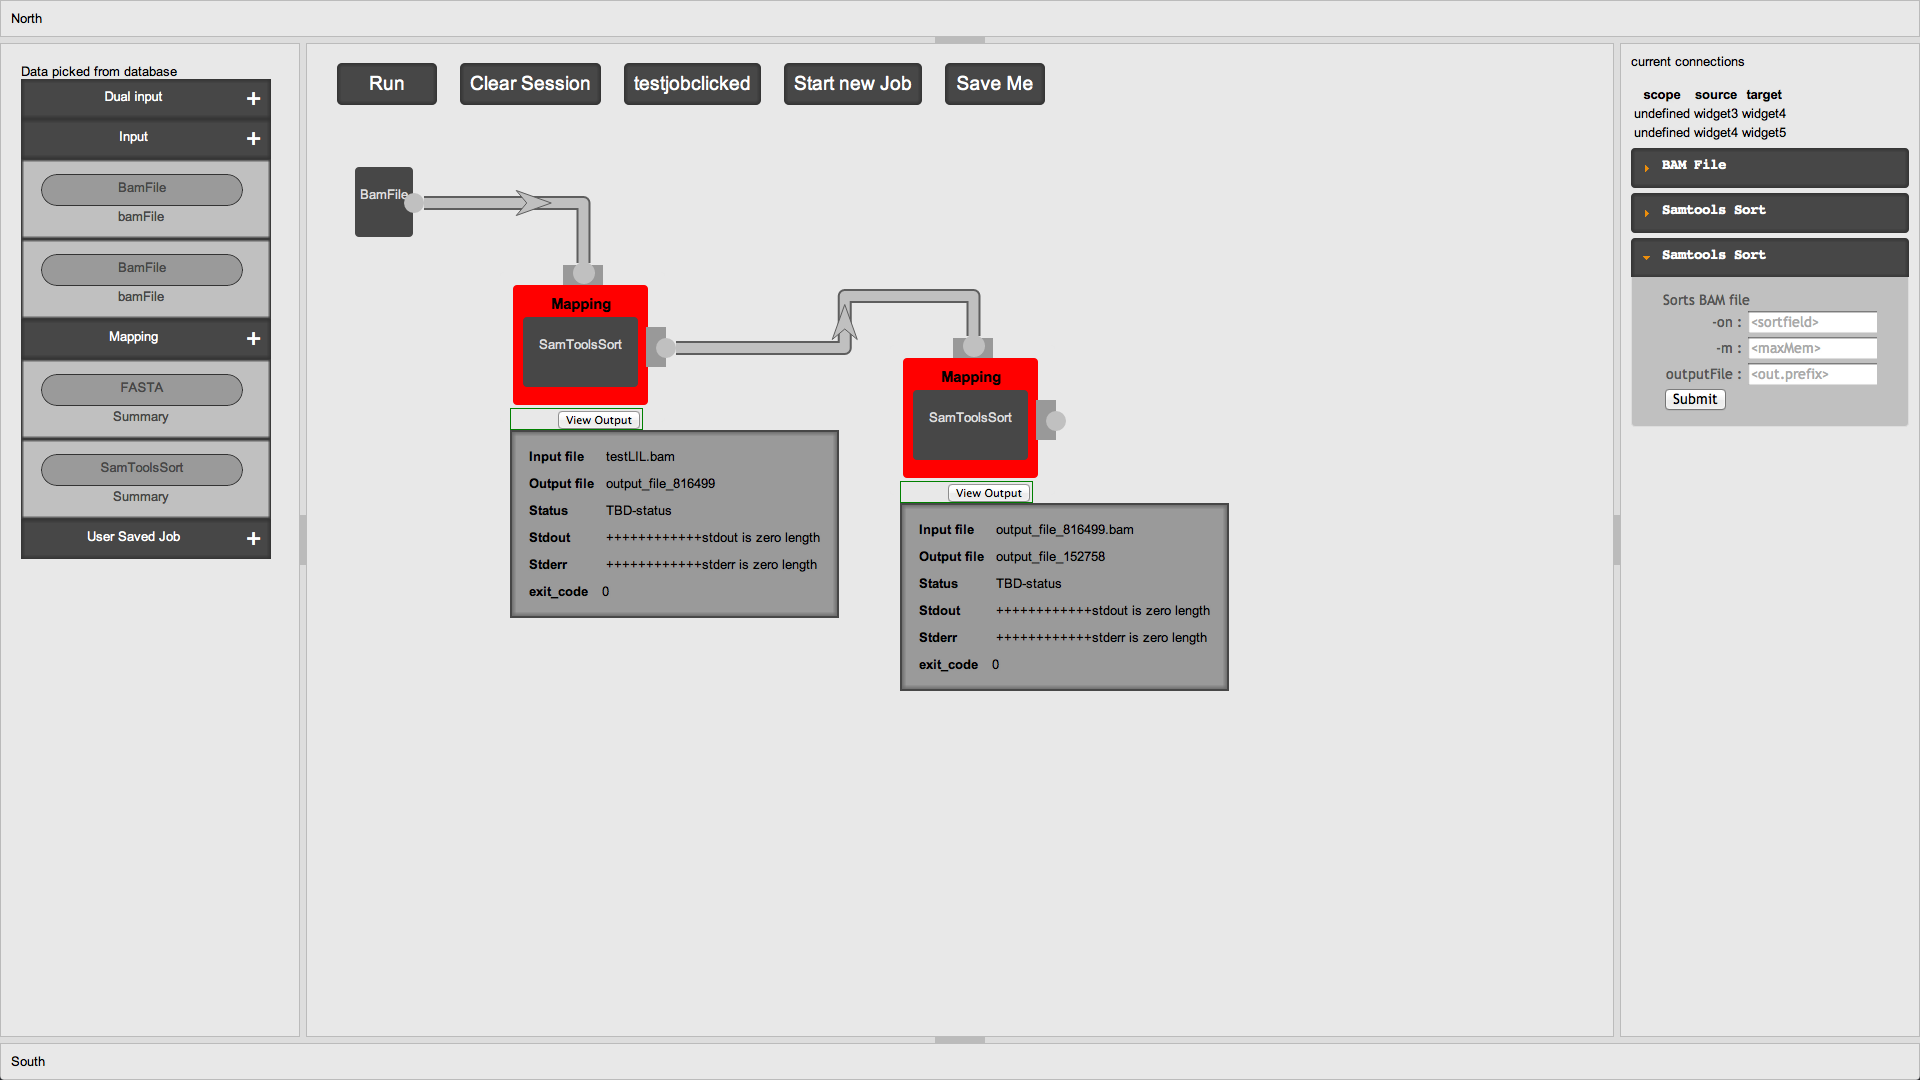 North
Data picked from database
Dual input
Input
BamFile
bamFile
BamFile
bamFile
Mapping
FASTA
Summary
SamToolsSort
Summary
User Saved Job
Run Clear Session testjobclicked Start new Job Save Me
BamFile
Mapping
SamToolsSort
View Output
Input file testLIL.bam
Output file output_file_816499
Status TBD-status
Stdout ++++++++++++stdout is zero length
Stderr ++++++++++++stderr is zero length
exit_code 0
Mapping
SamToolsSort
View Output
Input file output_file_816499.bam
Output file output_file_152758
Status TBD-status
Stdout ++++++++++++stdout is zero length
Stderr ++++++++++++stderr is zero length
exit_code 0
current connections
scope source target
undefined widget3 widget4
undefined widget4 widget5
BAM File
Samtools Sort
Samtools Sort
Sorts BAM file
-on : <sortfield>
-m : <maxMem>
outputFile : <out.prefix>
Submit
South